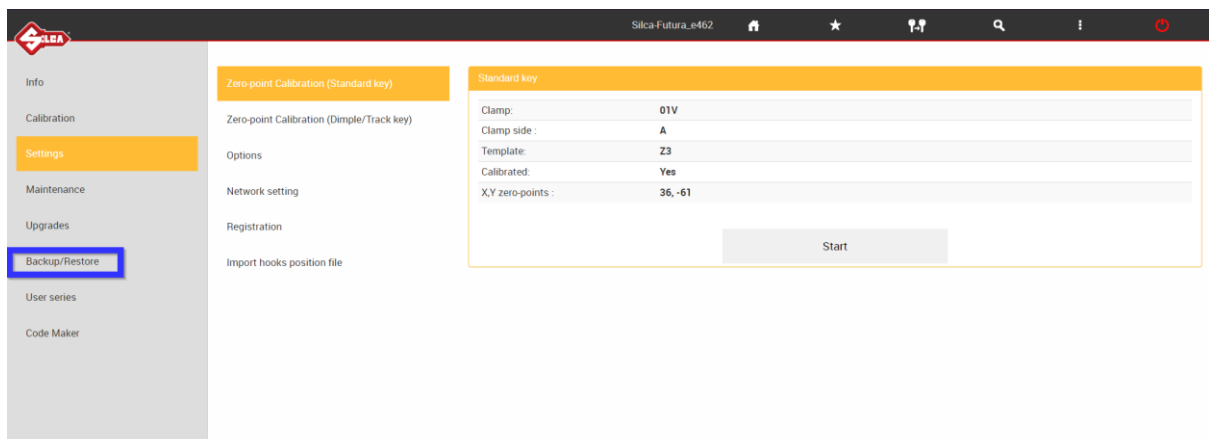 SILCA
Silca-Futura_e462
Info
Calibration
Settings
Maintenance
Upgrades
Backup/Restore
User series
Code Maker
Zero-point Calibration (Standard key)
Zero-point Calibration (Dimple/Track key)
Options
Network setting
Registration
Import hooks position file
Standard key
Clamp: 01V
Clamp side : A
Template: Z3
Calibrated: Yes
X,Y zero-points : 36, -61
Start